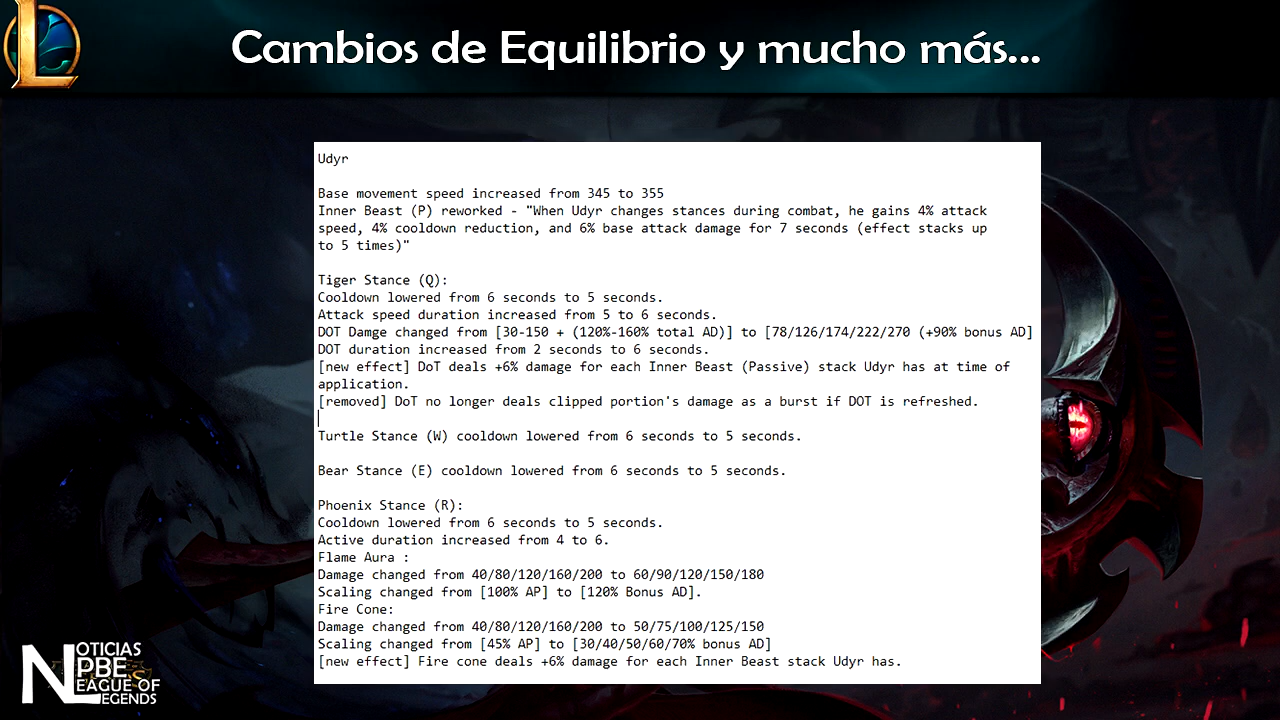 Cambios de Equilibrio y mucho más...
Udyr
Base movement speed increased from 345 to 355
Inner Beast (P) reworked - "When Udyr changes stances during combat, he gains 4% attack
speed, 4% cooldown reduction, and 6% base attack damage for 7 seconds (effect stacks up
to 5 times)"
Tiger Stance (Q):
Cooldown lowered from 6 seconds to 5 seconds.
Attack speed duration increased from 5 to 6 seconds.
DOT Damge changed from [30-150 + (120%-160% total AD)] to [78/126/174/222/270 (+90% bonus AD]
DOT duration increased from 2 seconds to 6 seconds.
[new effect] DoT deals +6% damage for each Inner Beast (Passive) stack Udyr has at time of
application.
[removed] DoT no longer deals clipped portion's damage as a burst if DOT is refreshed.
Turtle Stance (W) cooldown lowered from 6 seconds to 5 seconds.
Bear Stance (E) cooldown lowered from 6 seconds to 5 seconds.
Phoenix Stance (R):
Cooldown lowered from 6 seconds to 5 seconds.
Active duration increased from 4 to 6.
Flame Aura :
Damage changed from 40/80/120/160/200 to 60/90/120/150/180
Scaling changed from [100% AP] to [120% Bonus AD].
Fire Cone:
Damage changed from 40/80/120/160/200 to 50/75/100/125/150
Scaling changed from [45% AP] to [30/40/50/60/70% bonus AD]
[new effect] Fire cone deals +6% damage for each Inner Beast stack Udyr has.
NOTICIAS
PBE
LEAGUE OF
LEGENDS